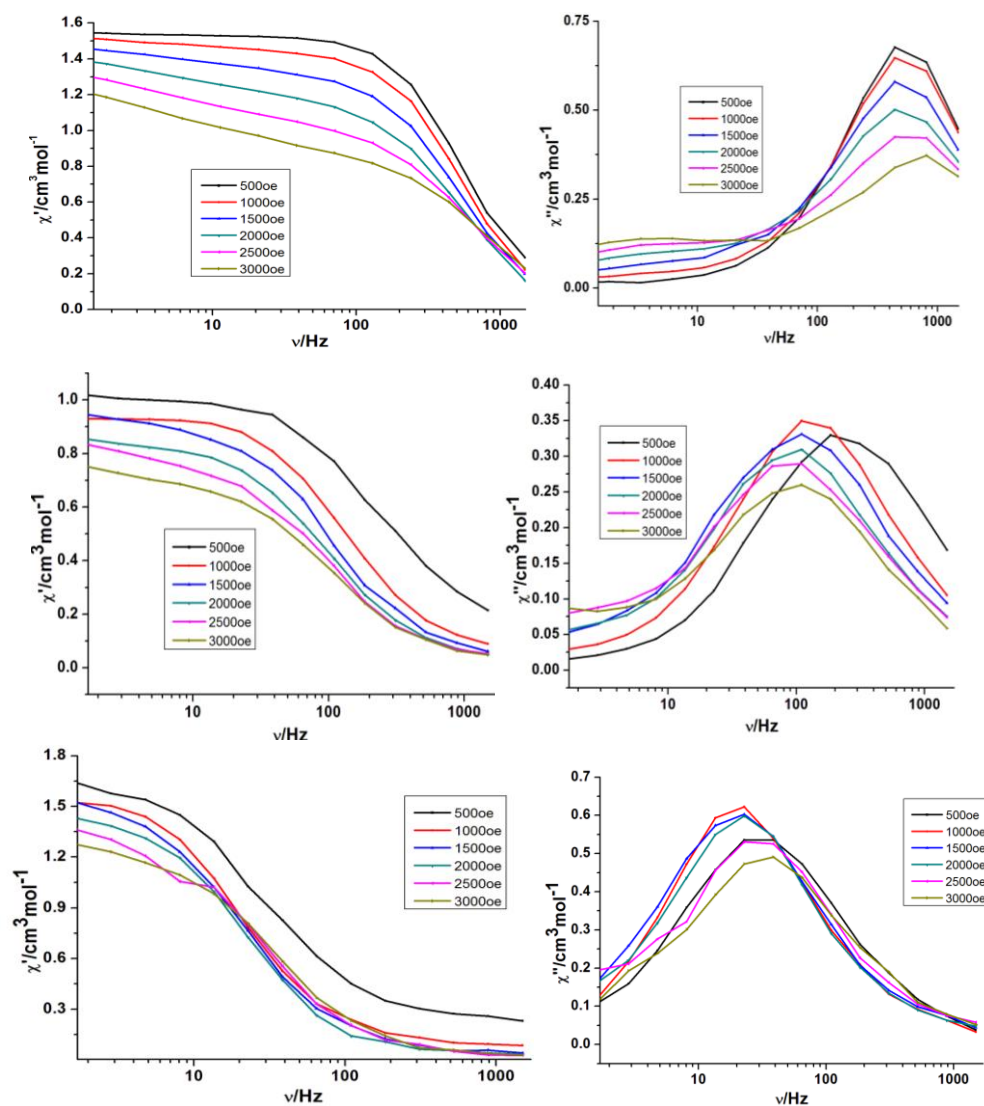 χ'/cm³mol⁻¹
1.6
1.4
1.2
1.0
0.8
0.6
0.4
0.2
0.0
500oe
1000oe
1500oe
2000oe
2500oe
3000oe
10
100
1000
ν/Hz
χ''/cm³mol⁻¹
0.75
0.50
0.25
0.00
500oe
1000oe
1500oe
2000oe
2500oe
3000oe
10
100
1000
ν/Hz
χ'/cm³mol⁻¹
1.0
0.8
0.6
0.4
0.2
0.0
500oe
1000oe
1500oe
2000oe
2500oe
3000oe
10
100
1000
ν/Hz
χ''/cm³mol⁻¹
0.40
0.35
0.30
0.25
0.20
0.15
0.10
0.05
0.00
500oe
1000oe
1500oe
2000oe
2500oe
3000oe
10
100
1000
ν/Hz
χ'/cm³mol⁻¹
1.8
1.5
1.2
0.9
0.6
0.3
500oe
1000oe
1500oe
2000oe
2500oe
3000oe
10
100
1000
ν/Hz
χ''/cm³mol⁻¹
0.7
0.6
0.5
0.4
0.3
0.2
0.1
0.0
500oe
1000oe
1500oe
2000oe
2500oe
3000oe
10
100
1000
ν/Hz